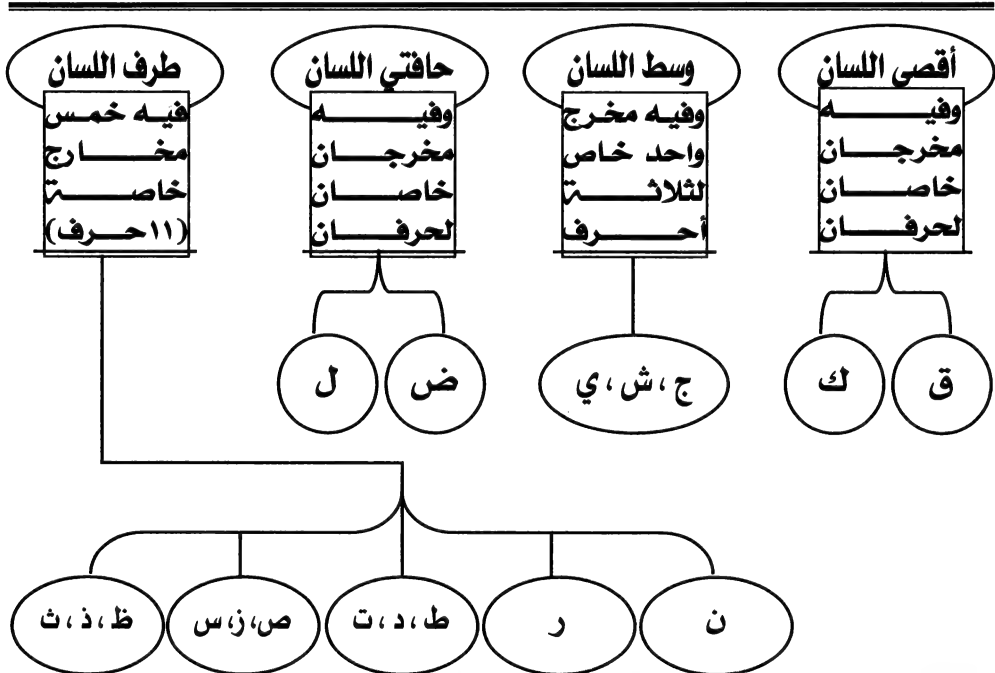 أقصى اللسان
وفيه
مخرجان
خاصان
لحرفان
ق
ك
وسط اللسان
وفيه مخرج
واحد خاص
لثلاثة
أحرف
ج ، ش ، ي
حافتي اللسان
وفيه
مخرجان
خاصان
لحرفان
ض
ل
طرف اللسان
فيه خمس
مخارج
خاصة
(١١ حرف)
ن
ر
ط ، د ، ت
ص، ز، س
ظ ، ذ ، ث